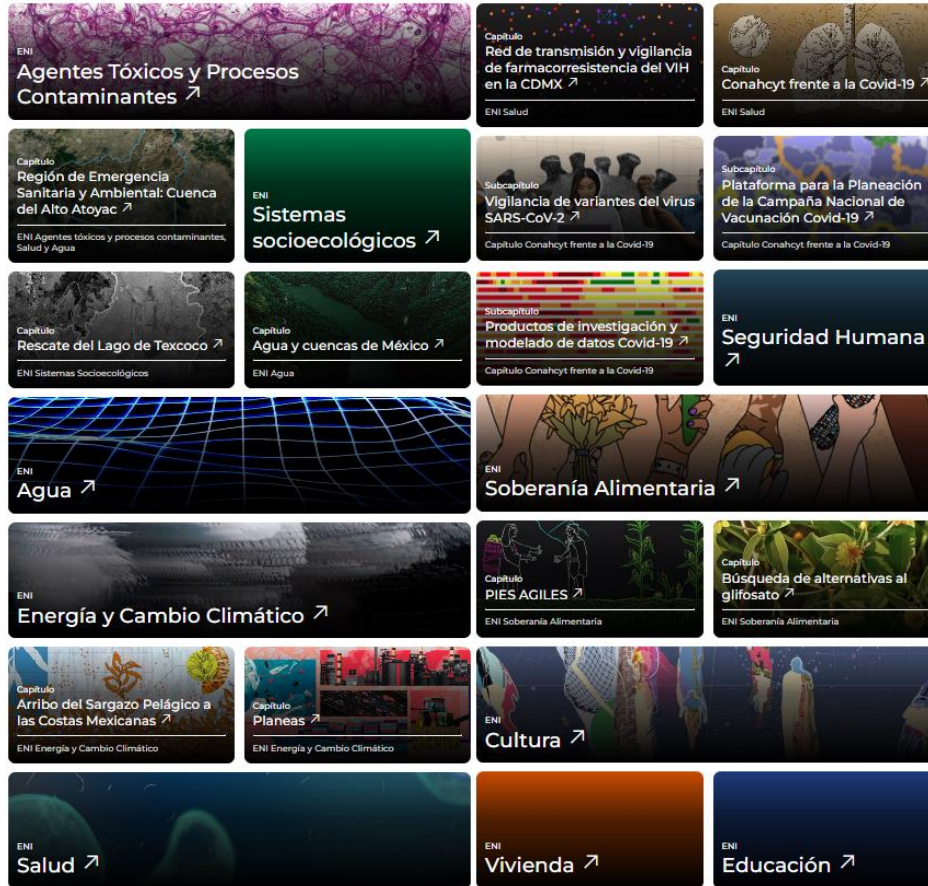 ENI
Agentes Tóxicos y Procesos
Contaminantes ↗
Capítulo
Red de transmisión y vigilancia
de farmacorresistencia del VIH
en la CDMX ↗
ENI Salud
Capítulo
Conahcyt frente a la Covid-19 ↗
ENI Salud
Capítulo
Región de Emergencia
Sanitaria y Ambiental: Cuenca
del Alto Atoyac ↗
ENI Agentes tóxicos y procesos contaminantes,
Salud y Agua
ENI
Sistemas
socioecológicos ↗
Subcapítulo
Vigilancia de variantes del virus
SARS-CoV-2 ↗
Capítulo Conahcyt frente a la Covid-19
Subcapítulo
Plataforma para la Planeación
de la Campaña Nacional de
Vacunación Covid-19 ↗
Capítulo Conahcyt frente a la Covid-19
Capítulo
Rescate del Lago de Texcoco ↗
ENI Sistemas Socioecológicos
Capítulo
Agua y cuencas de México ↗
ENI Agua
Subcapítulo
Productos de investigación y
modelado de datos Covid-19 ↗
Capítulo Conahcyt frente a la Covid-19
ENI
Seguridad Humana
↗
ENI
Agua ↗
ENI
Soberanía Alimentaria ↗
ENI
Energía y Cambio Climático ↗
Capítulo
PIES AGILES ↗
ENI Soberanía Alimentaria
Capítulo
Búsqueda de alternativas al
glifosato ↗
ENI Soberanía Alimentaria
Capítulo
Arribo del Sargazo Pelágico a
las Costas Mexicanas ↗
ENI Energía y Cambio Climático
Capítulo
Planeas ↗
ENI Energía y Cambio Climático
ENI
Cultura ↗
ENI
Salud ↗
ENI
Vivienda ↗
ENI
Educación ↗